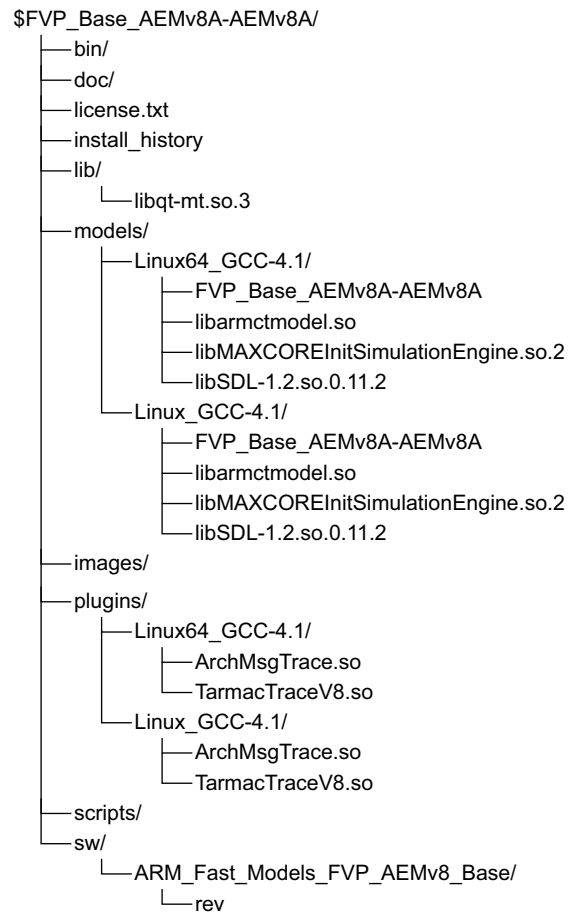 $FVP_Base_AEMv8A-AEMv8A/
bin/
doc/
license.txt
install_history
lib/
libqt-mt.so.3
models/
Linux64_GCC-4.1/
FVP_Base_AEMv8A-AEMv8A
libarmctmodel.so
libMAXCOREInitSimulationEngine.so.2
libSDL-1.2.so.0.11.2
Linux_GCC-4.1/
FVP_Base_AEMv8A-AEMv8A
libarmctmodel.so
libMAXCOREInitSimulationEngine.so.2
libSDL-1.2.so.0.11.2
images/
plugins/
Linux64_GCC-4.1/
ArchMsgTrace.so
TarmacTraceV8.so
Linux_GCC-4.1/
ArchMsgTrace.so
TarmacTraceV8.so
scripts/
sw/
ARM_Fast_Models_FVP_AEMv8_Base/
rev